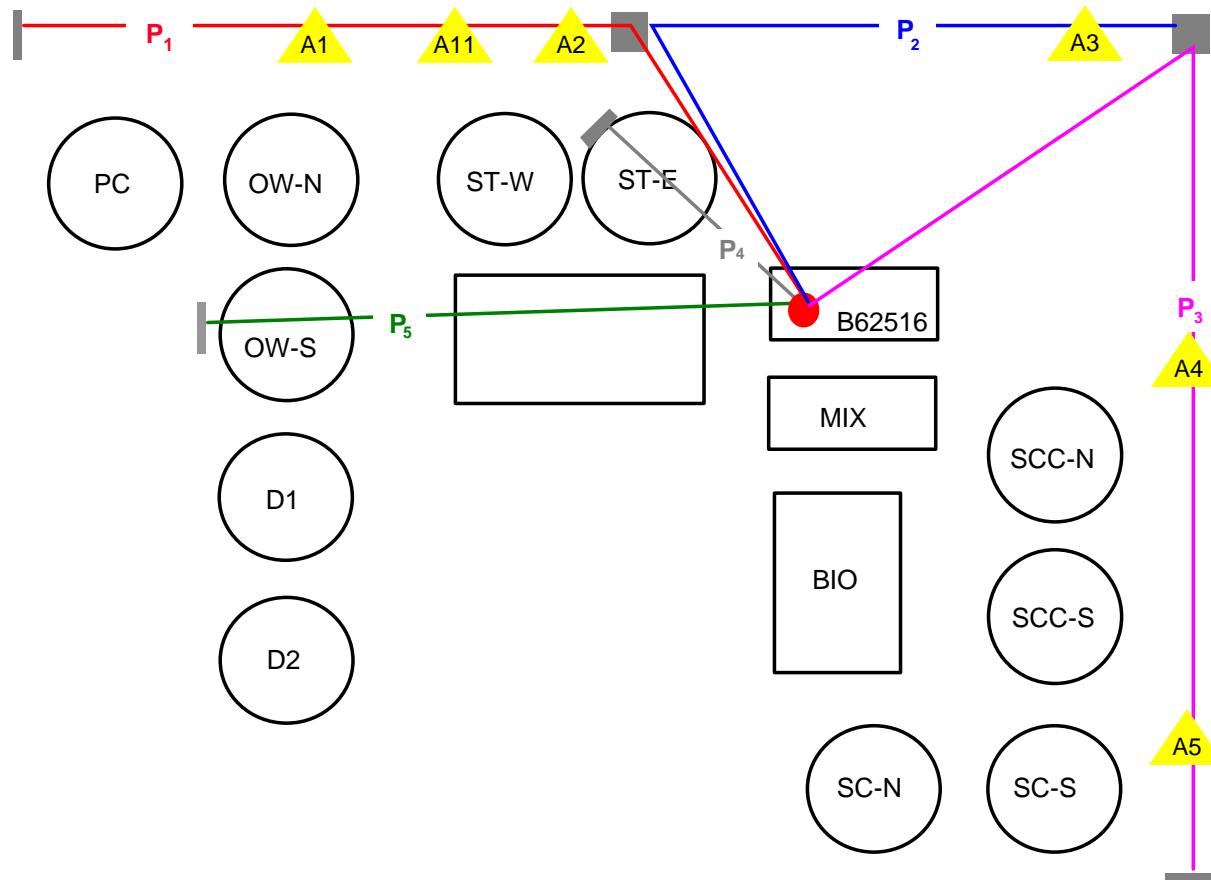 P1
A1
A11
A2
P2
A3
PC
OW-N
ST-W
ST-E
P4
P5
OW-S
B62516
P3
A4
MIX
SCC-N
D1
BIO
SCC-S
D2
A5
SC-N
SC-S